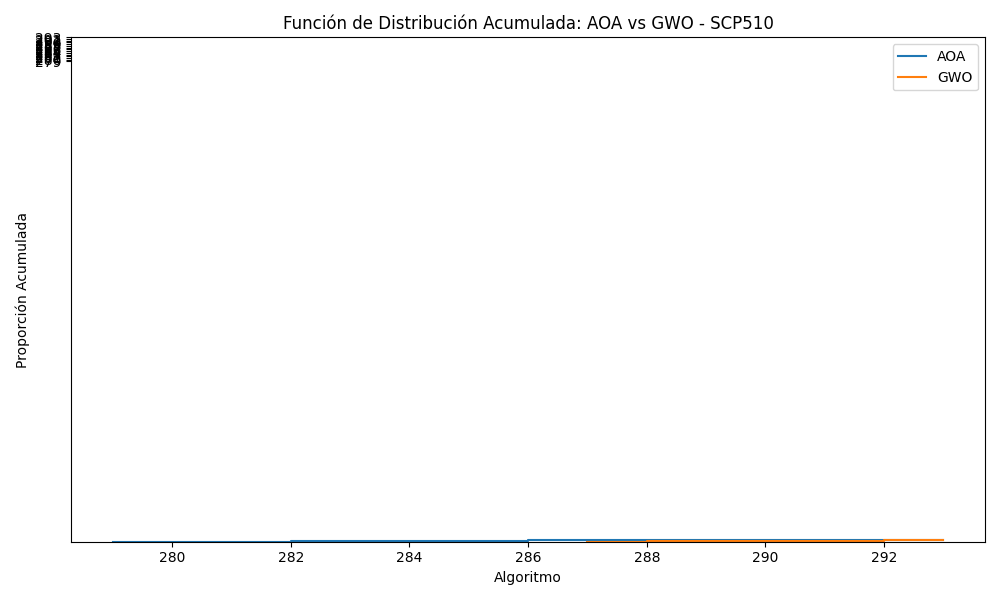 Función de Distribución Acumulada: AOA vs GWO - SCP510
AOA
GWO
Proporción Acumulada
279
280 282 284 286 288 290 292
Algoritmo